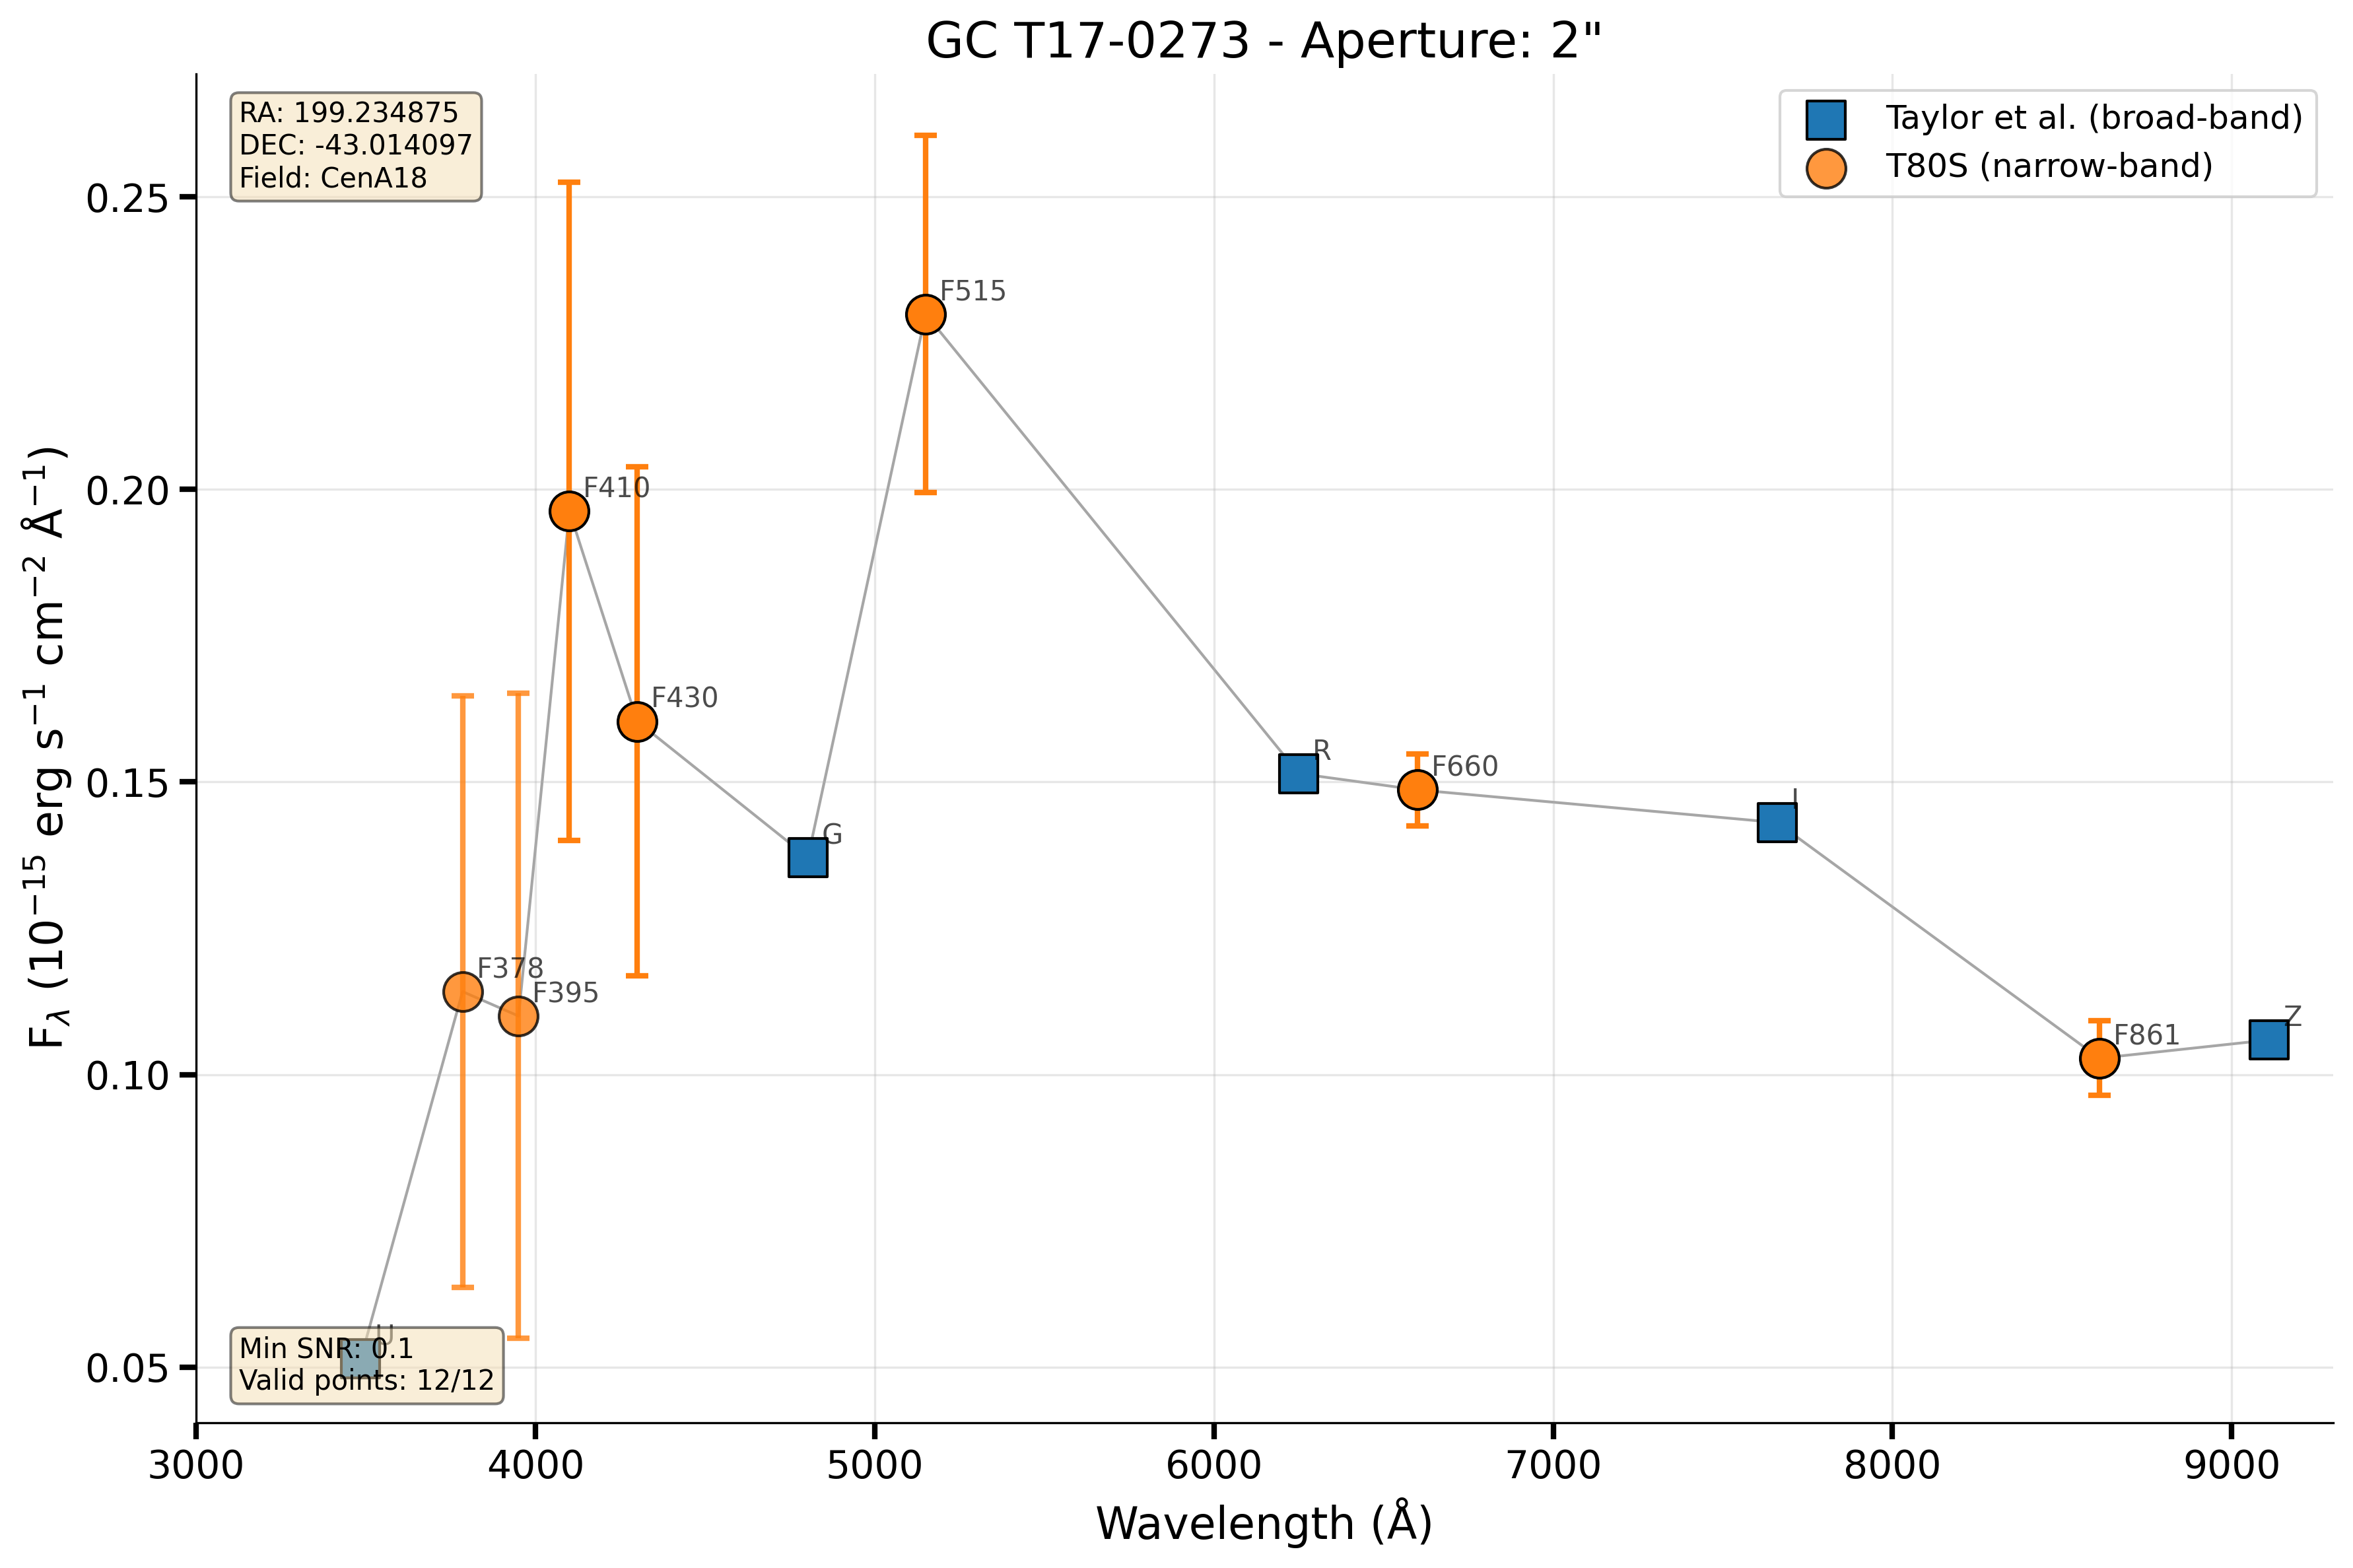 GC T17-0273 - Aperture: 2"
RA: 199.234875
DEC: -43.014097
Field: CenA18
Taylor et al. (broad-band)
T80S (narrow-band)
F$_{\lambda}$ (10$^{-15}$ erg s$^{-1}$ cm$^{-2}$ Å$^{-1}$)
0.25
0.20
0.15
0.10
0.05
F515
F410
F430
R
F660
I
G
F378
F395
Z
F861
U
Min SNR: 0.1
Valid points: 12/12
3000 4000 5000 6000 7000 8000 9000
Wavelength (Å)